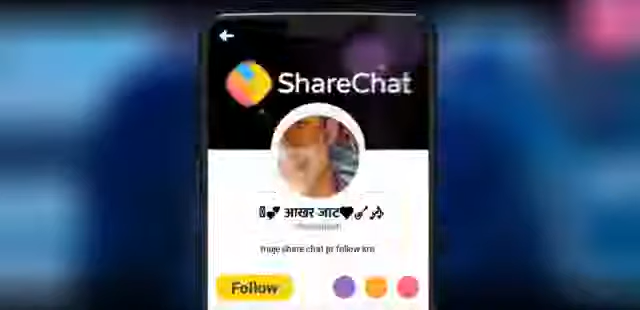 ShareChat
💕 आखर जाट🖤🎸🎶
muje share chat pr follow kro
Follow